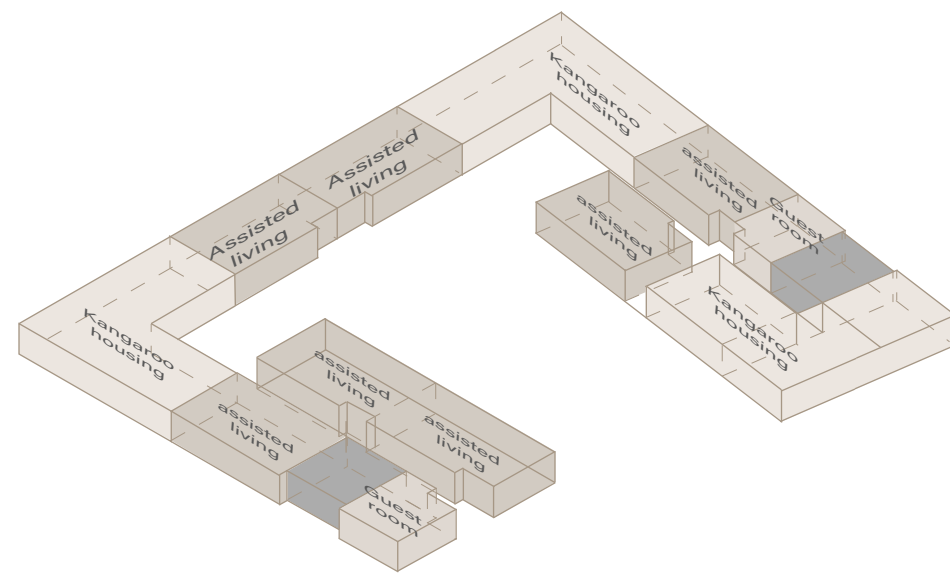 Kangaroo
housing
Assisted
living
assisted
living
Guest
room
Assisted
living
assisted
living
Kangaroo
housing
Kangaroo
housing
assisted
living
assisted
living
assisted
living
Guest
room